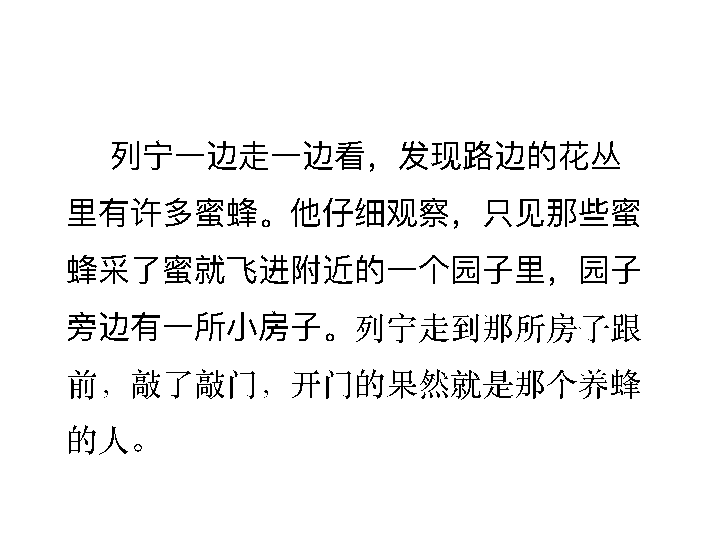 列宁一边走一边看，发现路边的花丛
里有许多蜜蜂。他仔细观察，只见那些蜜
蜂采了蜜就飞进附近的一个园子里，园子
旁边有一所小房子。列宁走到那所房子跟
前，敲了敲门，开门的果然就是那个养蜂
的人。